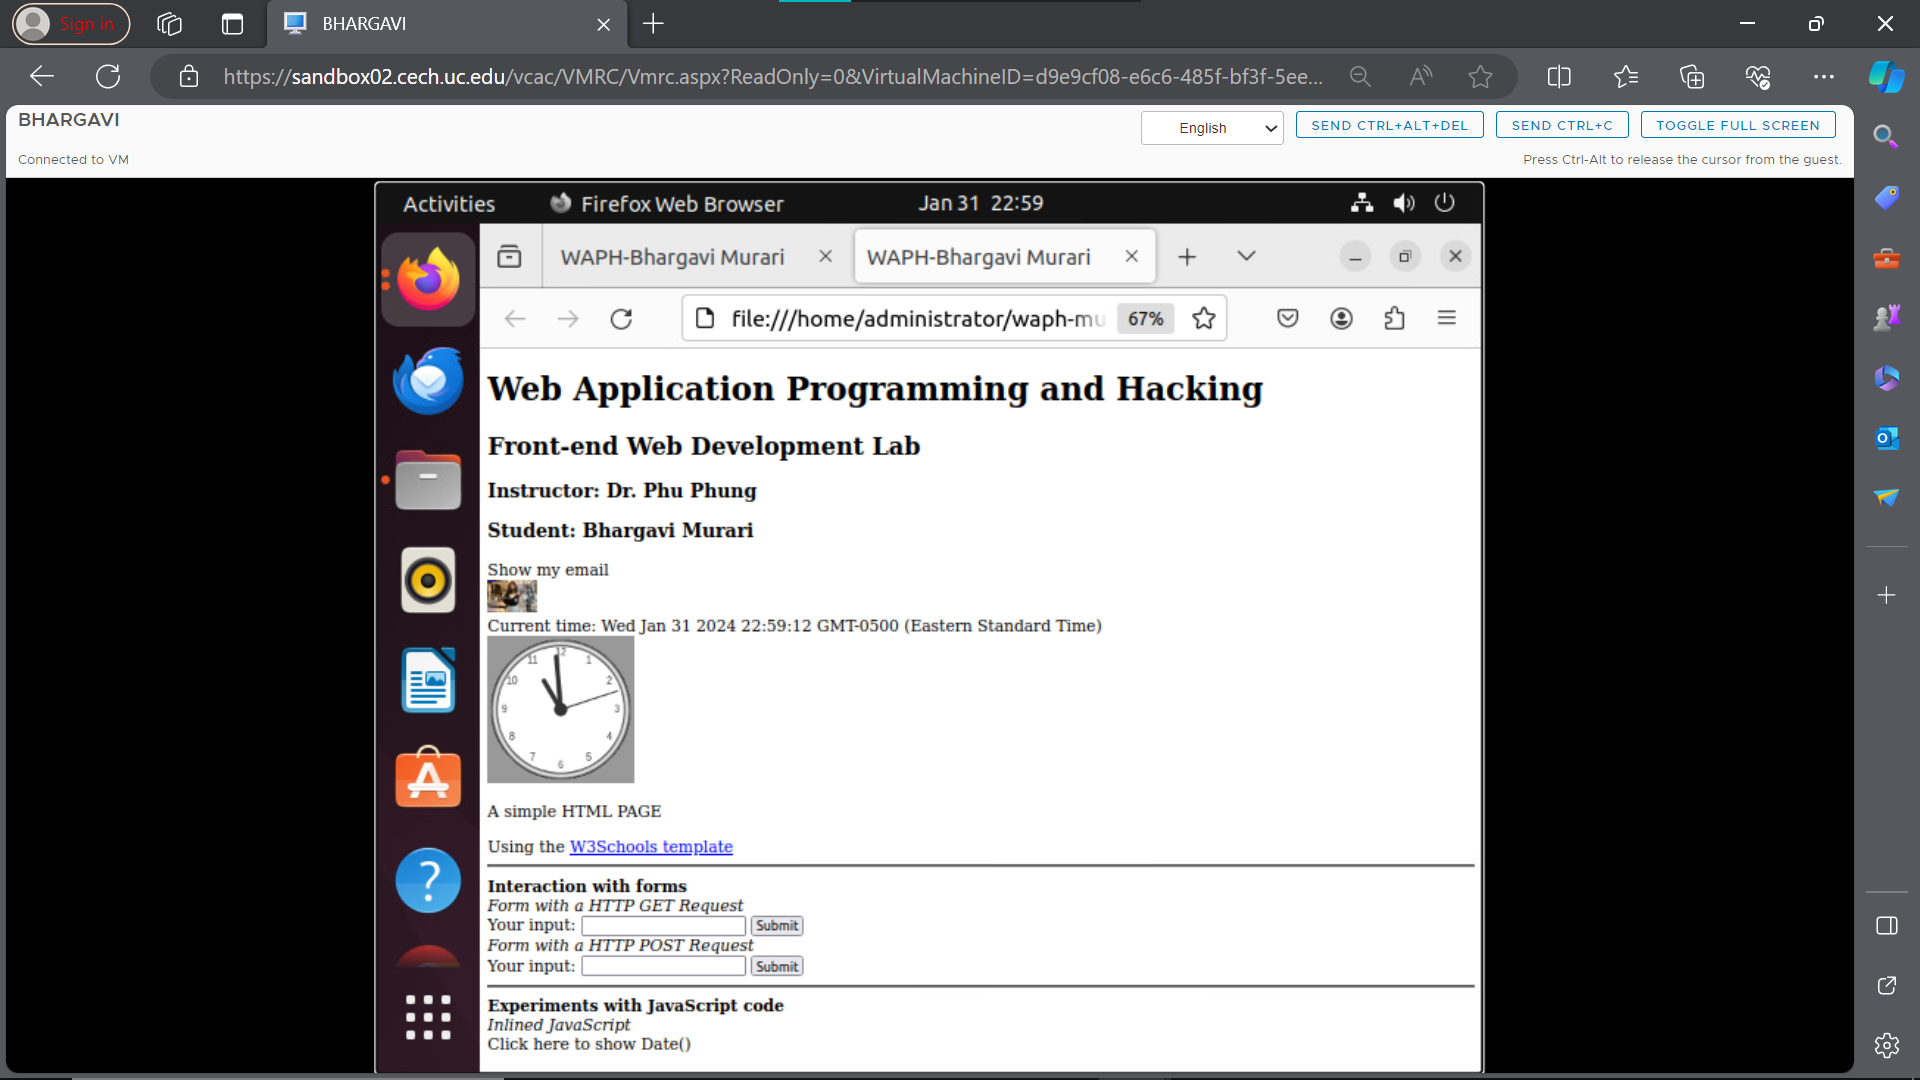 Sign in
BHARGAVI
https://sandbox02.cech.uc.edu/vcac/VMRC/Vmrc.aspx?ReadOnly=0&VirtualMachineID=d9e9cf08-e6c6-485f-bf3f-5ee...
BHARGAVI
English
SEND CTRL+ALT+DEL
SEND CTRL+C
TOGGLE FULL SCREEN
Connected to VM
Press Ctrl-Alt to release the cursor from the guest.
Activities
Firefox Web Browser
Jan 31 22:59
WAPH-Bhargavi Murari
WAPH-Bhargavi Murari
file:///home/administrator/waph-mu
67%
Web Application Programming and Hacking
Front-end Web Development Lab
Instructor: Dr. Phu Phung
Student: Bhargavi Murari
Show my email
Current time: Wed Jan 31 2024 22:59:12 GMT-0500 (Eastern Standard Time)
12
11 1
10 2
9 3
8 4
7 5
6
A simple HTML PAGE
Using the W3Schools template
Interaction with forms
Form with a HTTP GET Request
Your input: Submit
Form with a HTTP POST Request
Your input: Submit
Experiments with JavaScript code
Inlined JavaScript
Click here to show Date()